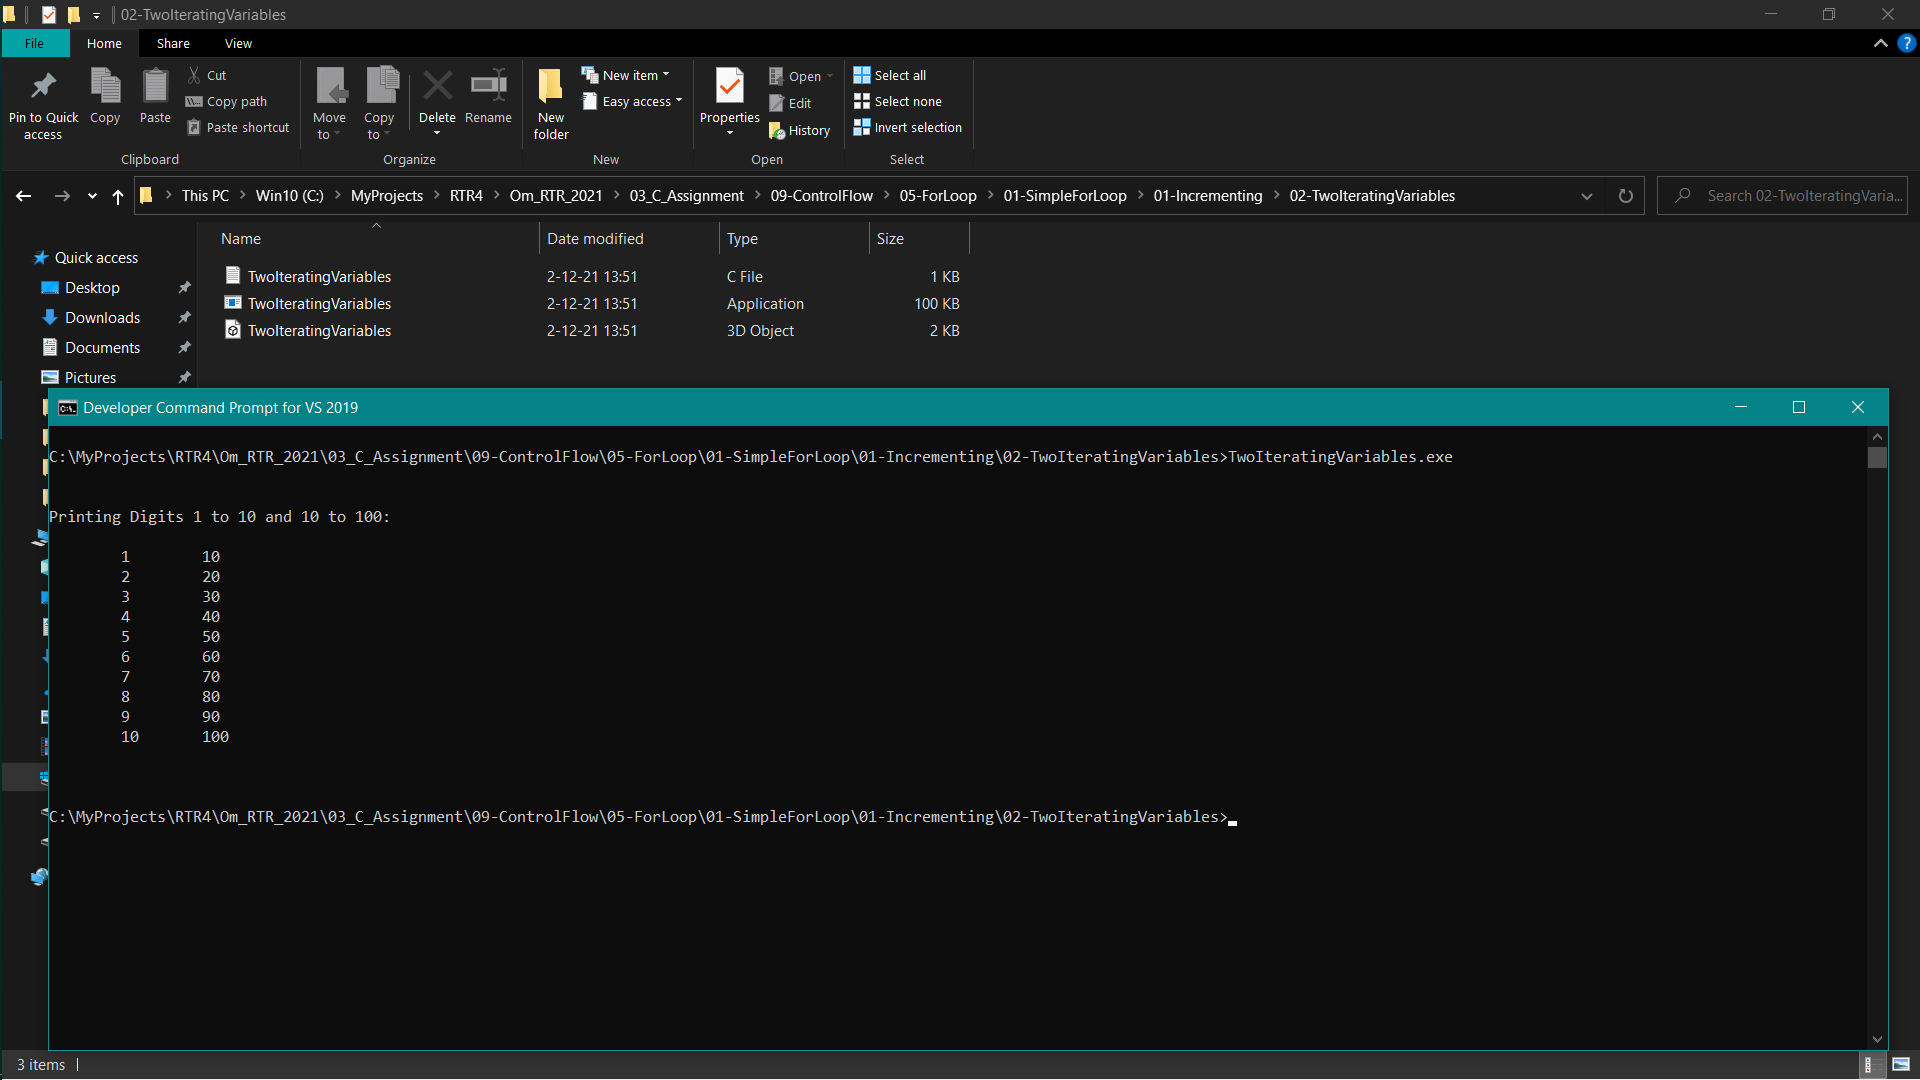 02-TwoIteratingVariables
File Home Share View
Pin to Quick access
Copy
Paste
Cut
Copy path
Paste shortcut
Clipboard
Move to
Copy to
Delete
Rename
Organize
New folder
New item
Easy access
New
Properties
Open
Edit
History
Open
Select all
Select none
Invert selection
Select
This PC > Win10 (C:) > MyProjects > RTR4 > Om_RTR_2021 > 03_C_Assignment > 09-ControlFlow > 05-ForLoop > 01-SimpleForLoop > 01-Incrementing > 02-TwoIteratingVariables
Search 02-TwoIteratingVaria...
Name Date modified Type Size
TwoIteratingVariables 2-12-21 13:51 C File 1 KB
TwoIteratingVariables 2-12-21 13:51 Application 100 KB
TwoIteratingVariables 2-12-21 13:51 3D Object 2 KB
Quick access
Desktop
Downloads
Documents
Pictures
Developer Command Prompt for VS 2019
C:\MyProjects\RTR4\Om_RTR_2021\03_C_Assignment\09-ControlFlow\05-ForLoop\01-SimpleForLoop\01-Incrementing\02-TwoIteratingVariables>TwoIteratingVariables.exe
Printing Digits 1 to 10 and 10 to 100:
1 10
2 20
3 30
4 40
5 50
6 60
7 70
8 80
9 90
10 100
C:\MyProjects\RTR4\Om_RTR_2021\03_C_Assignment\09-ControlFlow\05-ForLoop\01-SimpleForLoop\01-Incrementing\02-TwoIteratingVariables>
3 items